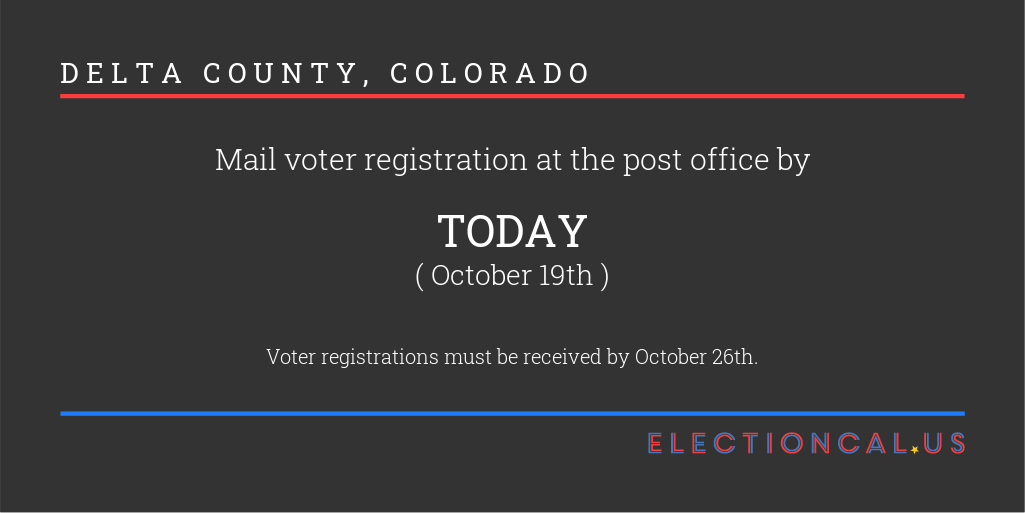 DELTA COUNTY, COLORADO
Mail voter registration at the post office by
TODAY
( October 19th )
Voter registrations must be received by October 26th.
ELECTIONCAL.US